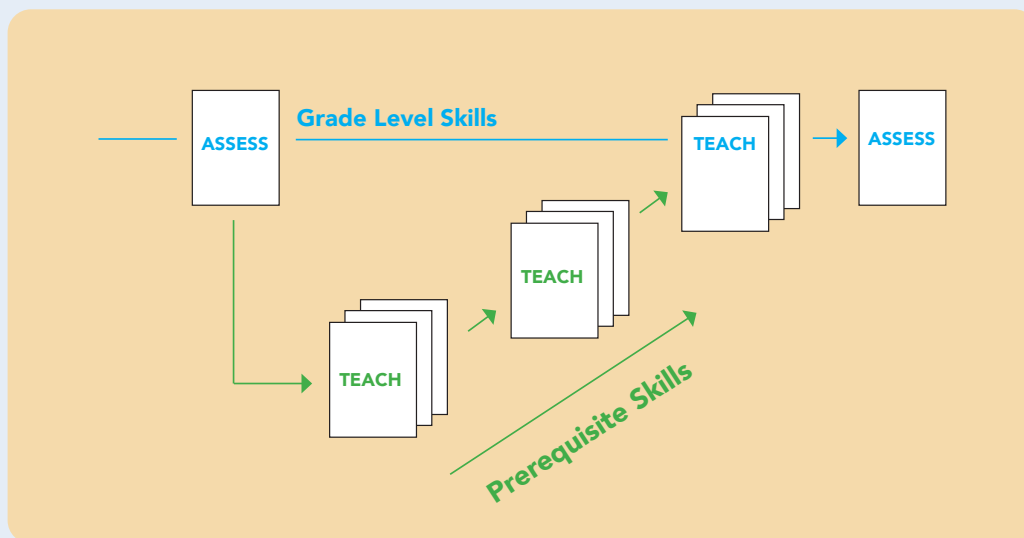 Grade Level Skills
ASSESS
TEACH
ASSESS
TEACH
TEACH
Prerequisite Skills